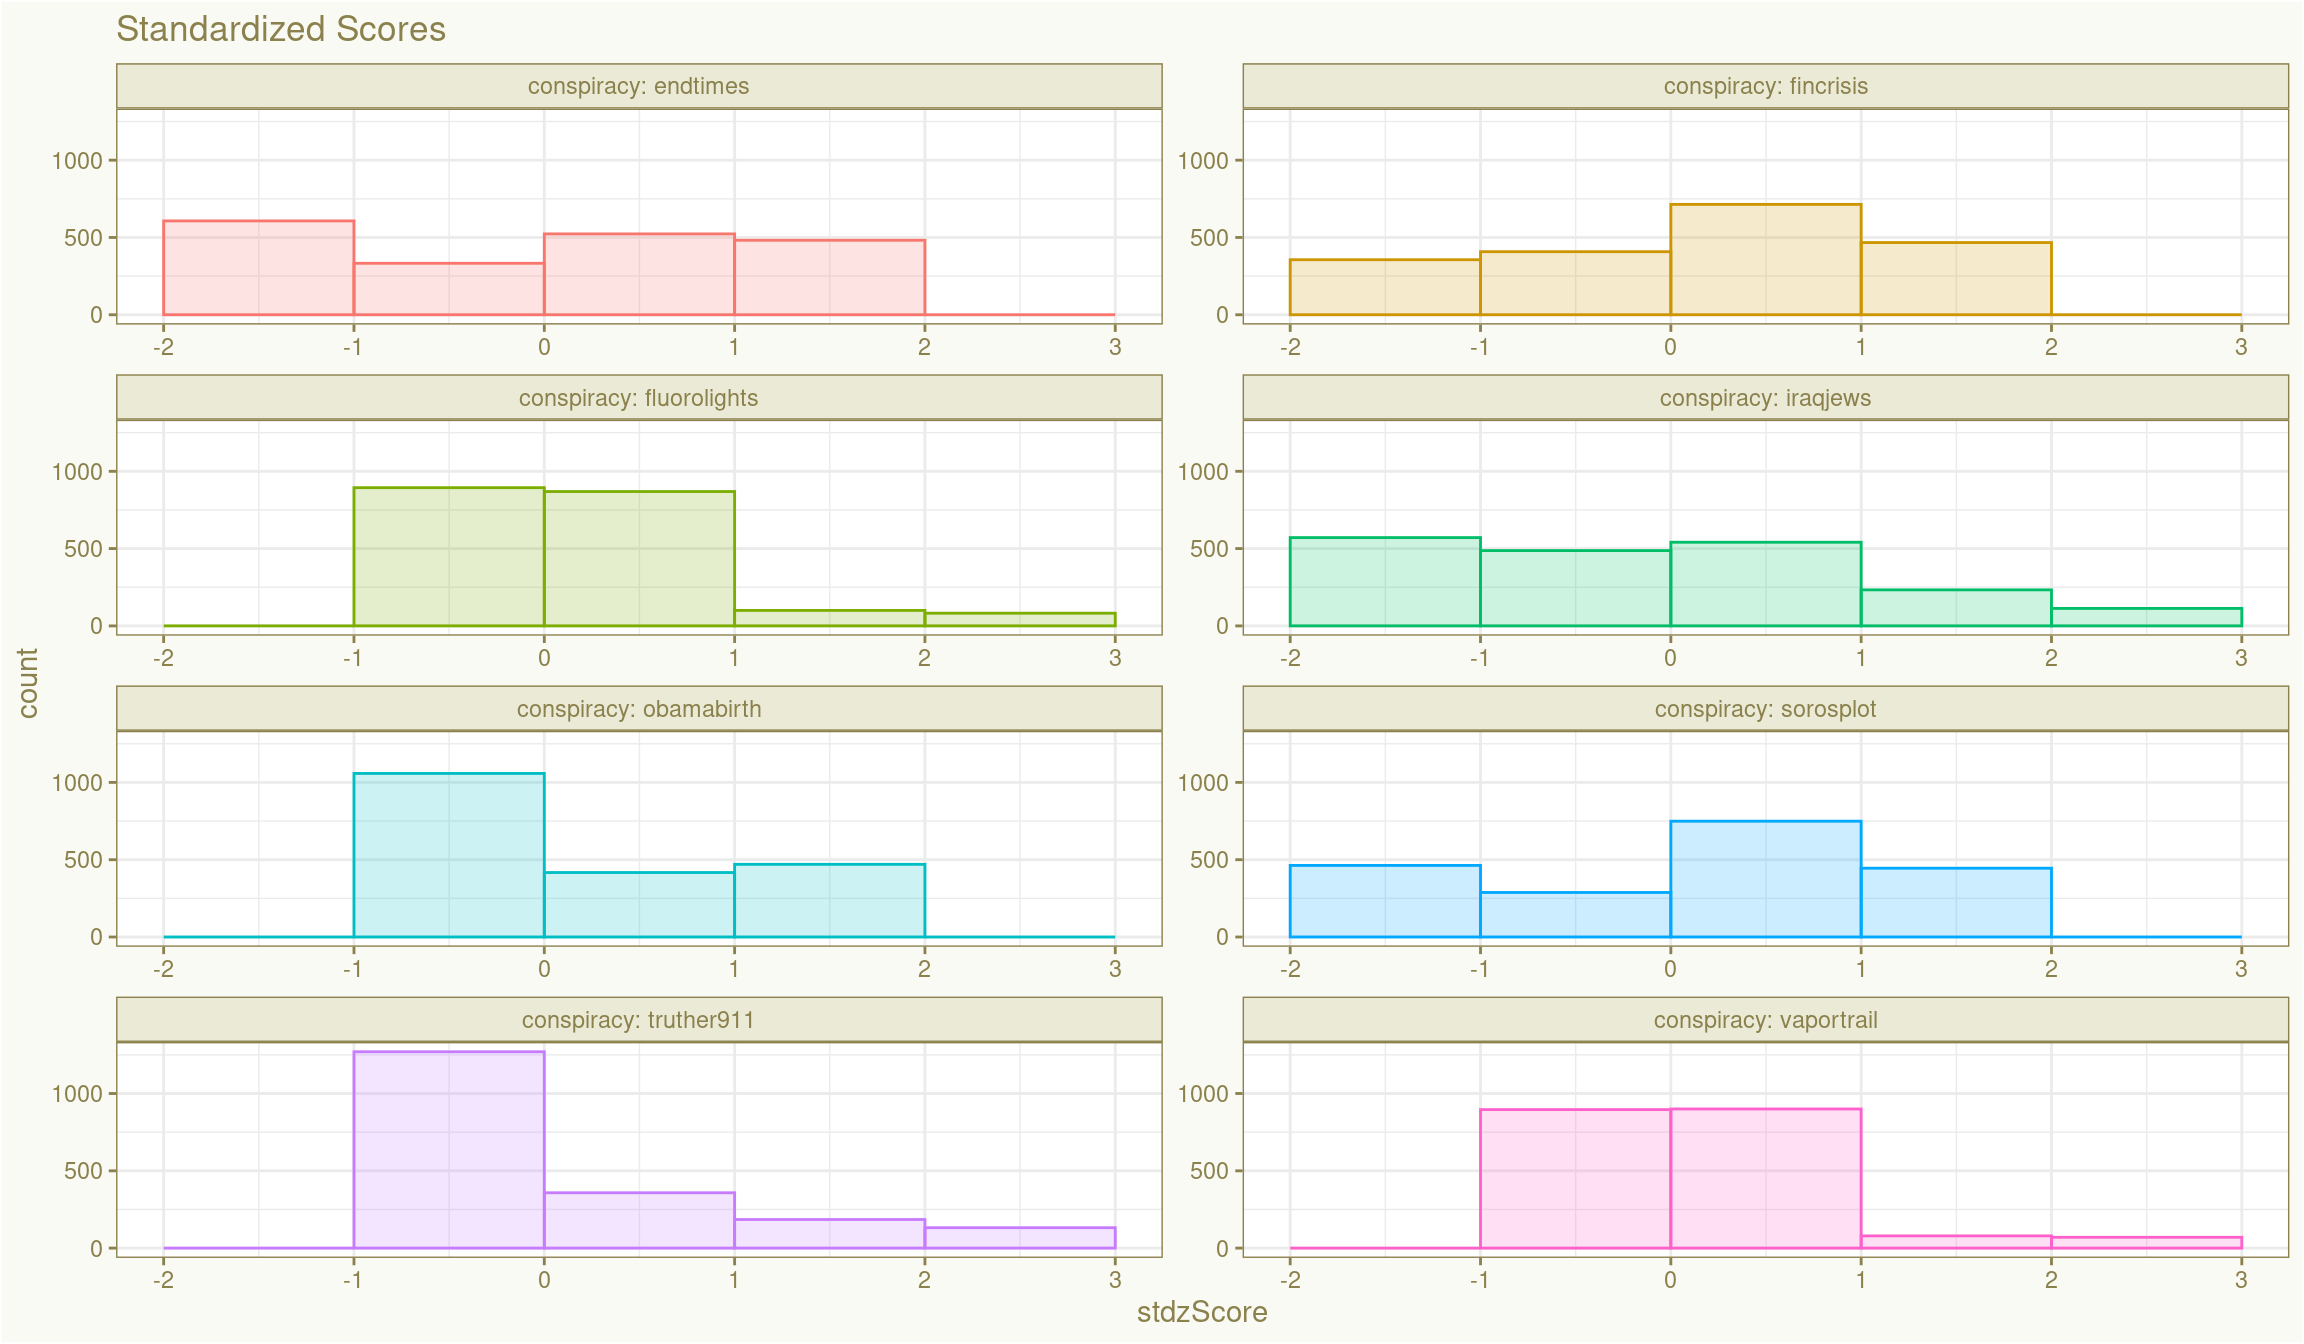 Standardized Scores
conspiracy: endtimes
conspiracy: fincrisis
1000
500
0
-2 -1 0 1 2 3
1000
500
0
-2 -1 0 1 2 3
conspiracy: fluorolights
conspiracy: iraqjews
1000
500
0
-2 -1 0 1 2 3
1000
500
0
-2 -1 0 1 2 3
count
conspiracy: obamabirth
conspiracy: sorosplot
1000
500
0
-2 -1 0 1 2 3
1000
500
0
-2 -1 0 1 2 3
conspiracy: truther911
conspiracy: vaportrail
1000
500
0
-2 -1 0 1 2 3
1000
500
0
-2 -1 0 1 2 3
stdzScore